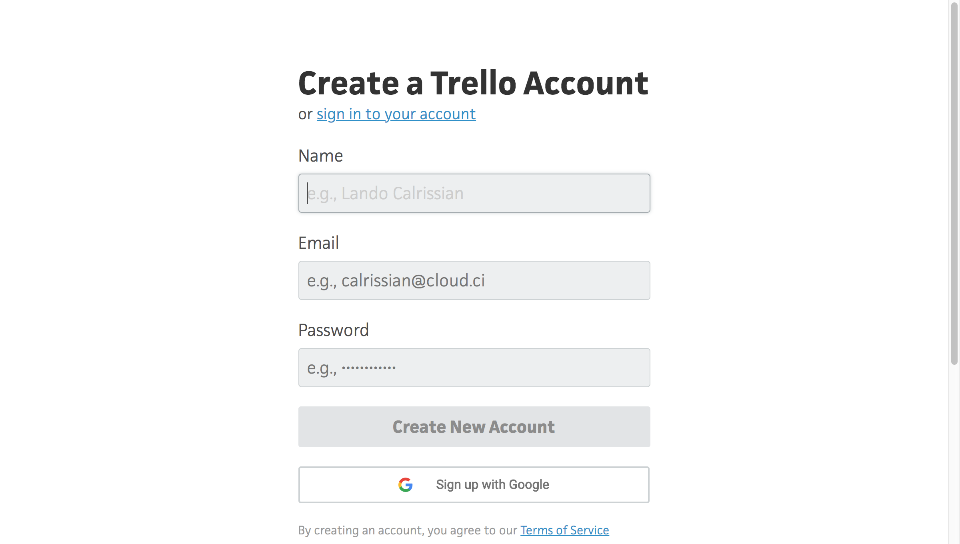 Create a Trello Account
or sign in to your account
Name
e.g., Lando Calrissian
Email
e.g., calrissian@cloud.ci
Password
e.g., ••••••••••••
Create New Account
Sign up with Google
By creating an account, you agree to our Terms of Service